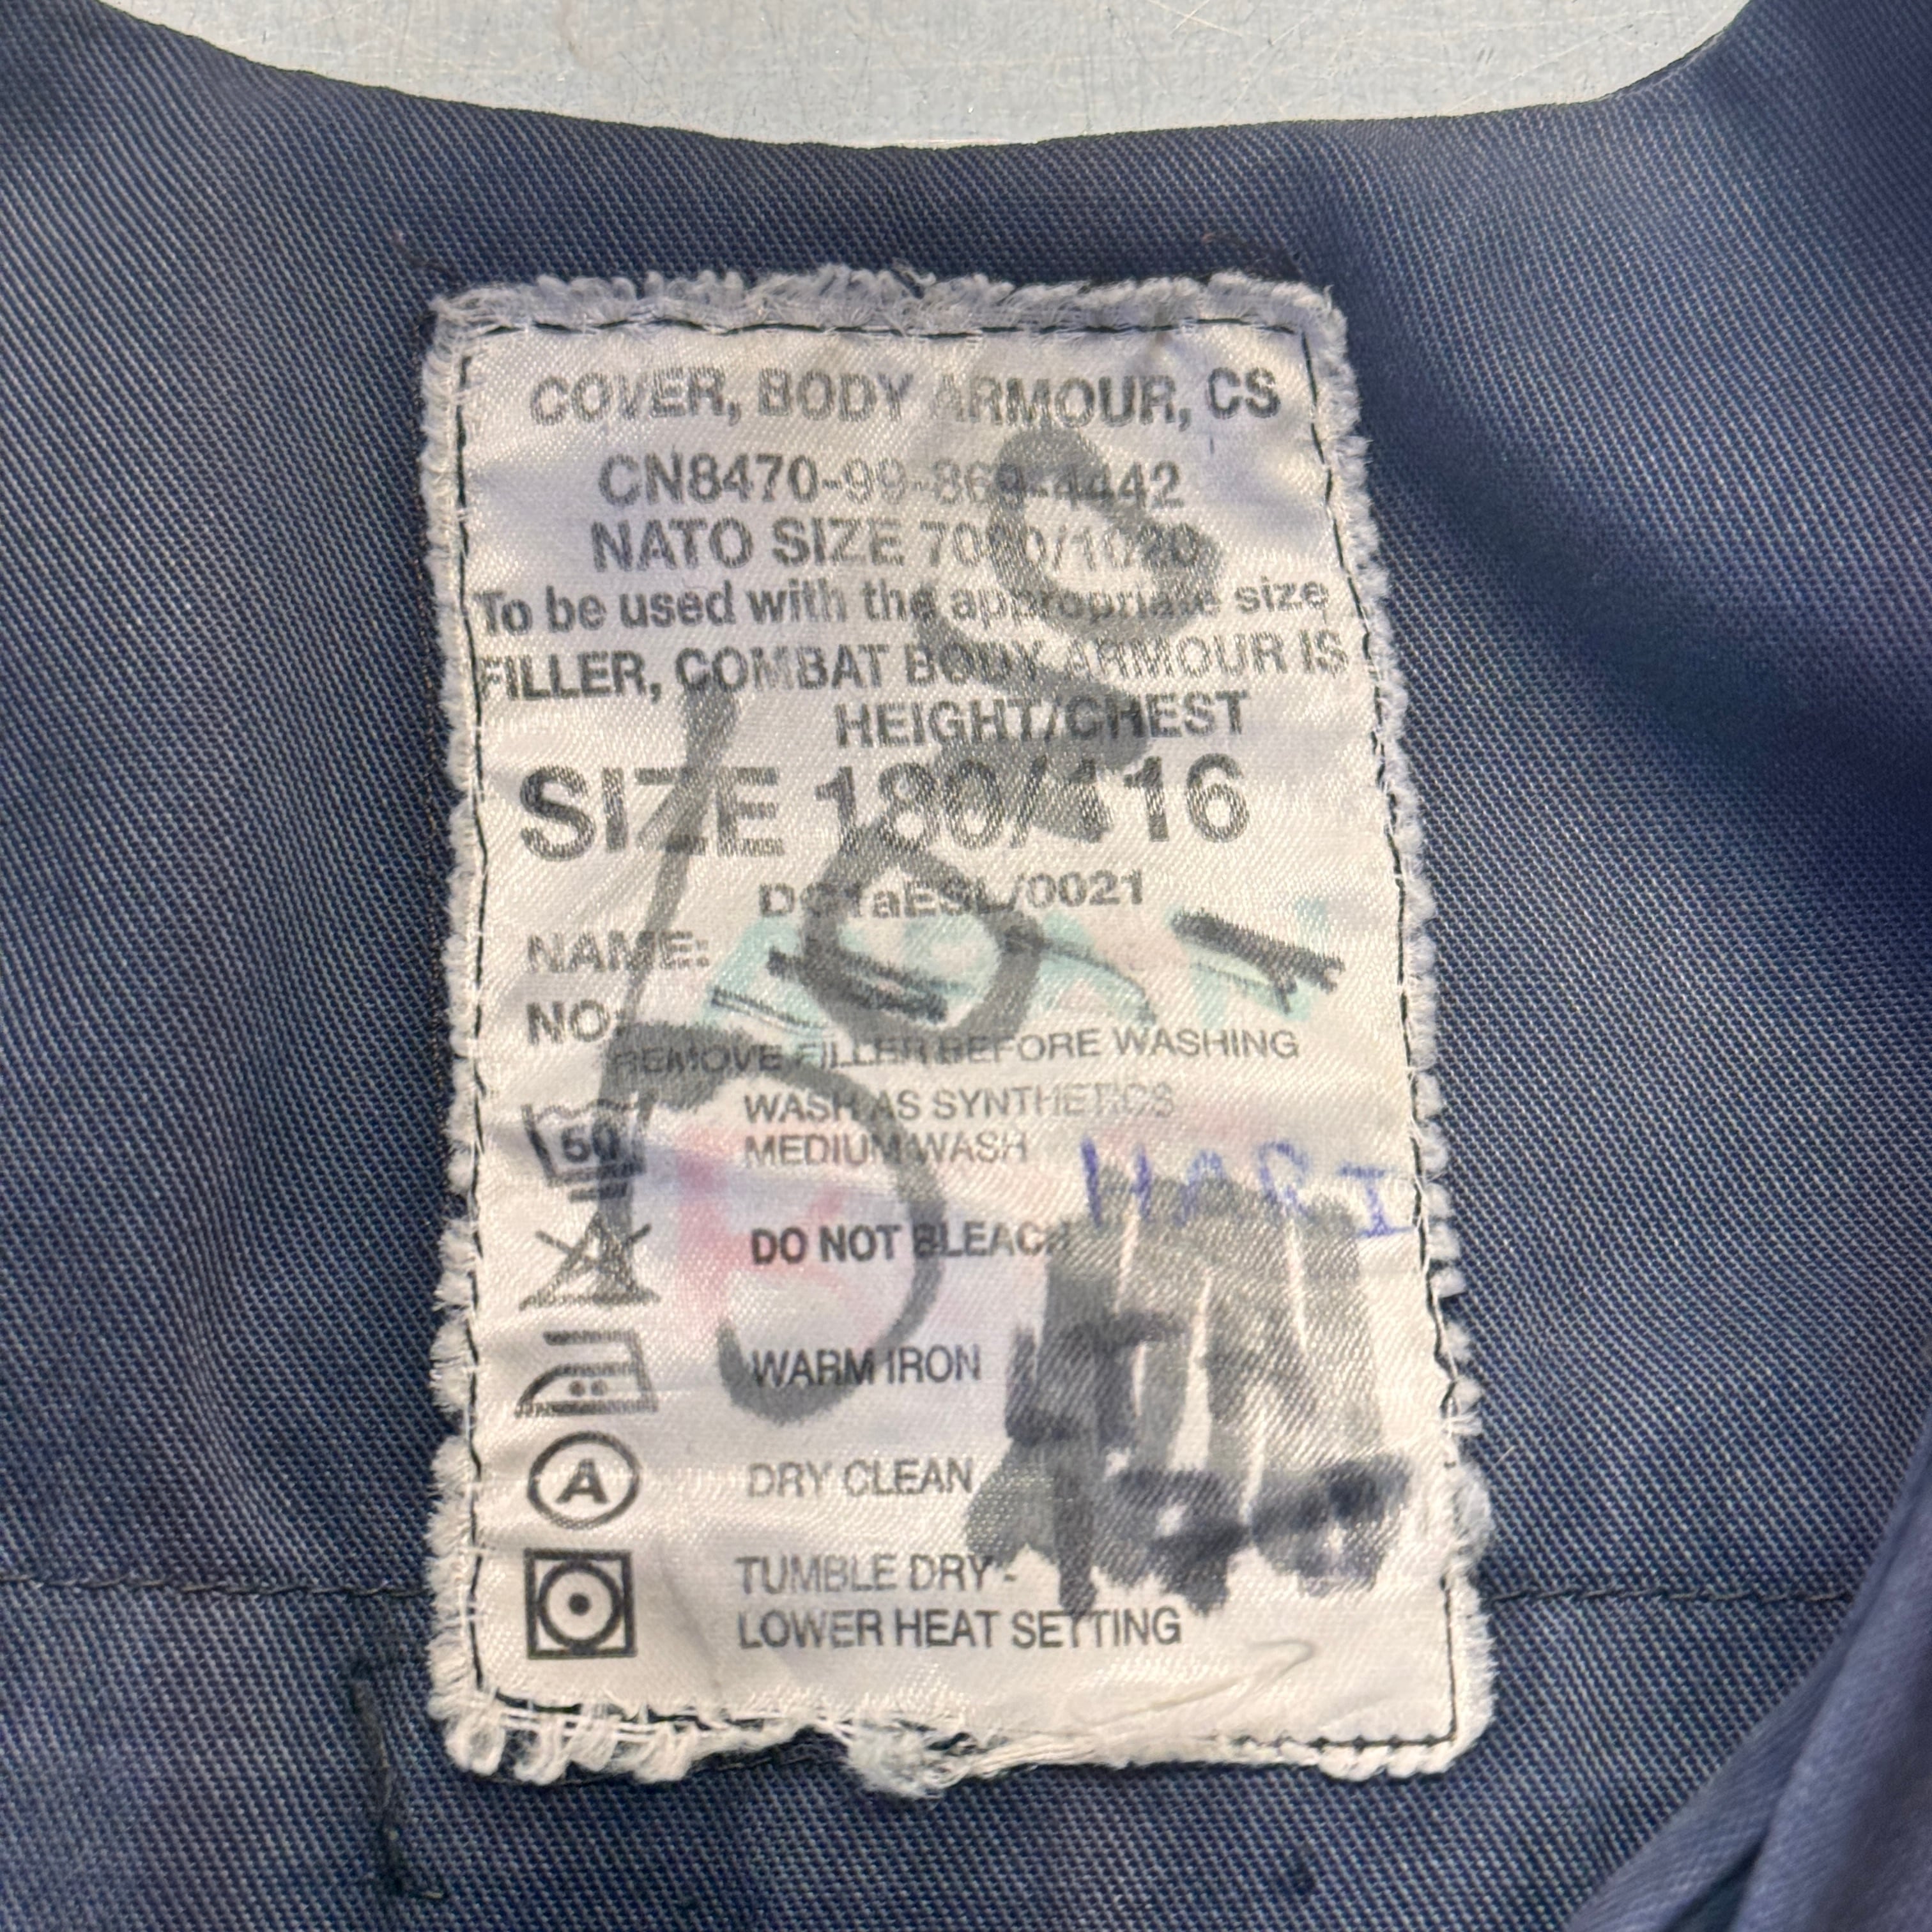 COVER, BODY ARMOUR, CS
CN8470-99-869-4442
NATO SIZE 7080/1020
To be used with the appropriate size
FILLER, COMBAT BODY ARMOUR IS
HEIGHT/CHEST
SIZE 180/116
NAME:
NO:
REMOVE FILLER BEFORE WASHING
50
WASH AS SYNTHETICS
MEDIUM WASH
HARI
DO NOT BLEACH
WARM IRON
A
DRY CLEAN
TUMBLE DRY -
LOWER HEAT SETTING